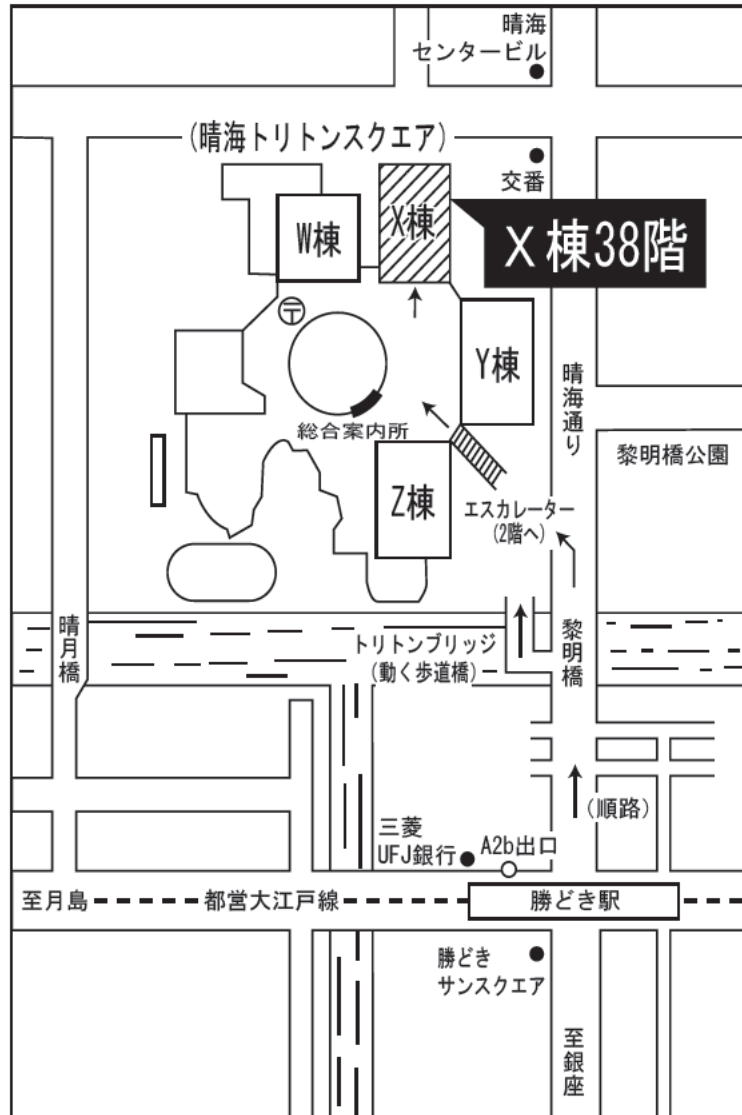 晴海
センタービル
(晴海トリトンスクエア)
交番
W棟
X棟
X棟38階
〒
Y棟
総合案内所
晴海通り
黎明橋公園
Z棟
エスカレーター
(2階へ)
晴月橋
トリトンブリッジ
(動く歩道橋)
黎明橋
(順路)
三菱
UFJ銀行
A2b出口
至月島
都営大江戸線
勝どき駅
勝どき
サンスクエア
至銀座